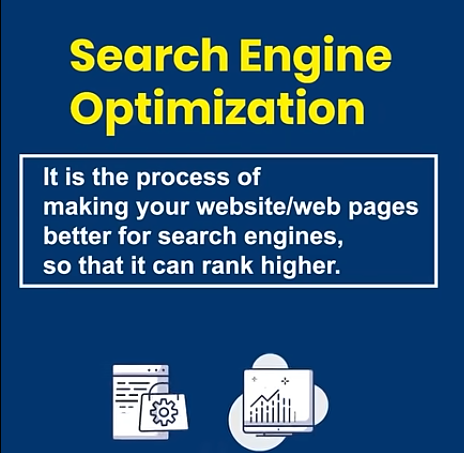 Search Engine
Optimization
It is the process of
making your website/web pages
better for search engines,
so that it can rank higher.